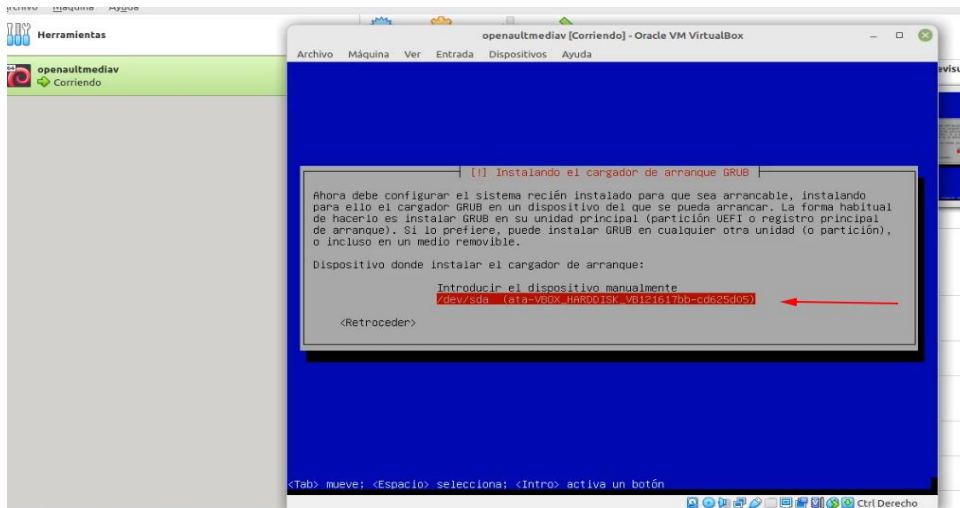 Archivo Máquina Ayuda
Herramientas
openaultmediav
Corriendo
openaultmediav [Corriendo] - Oracle VM VirtualBox
Archivo Máquina Ver Entrada Dispositivos Ayuda
[!] Instalando el cargador de arranque GRUB
Ahora debe configurar el sistema recién instalado para que sea arrancable, instalando
para ello el cargador GRUB en un dispositivo del que se pueda arrancar. La forma habitual
de hacerlo es instalar GRUB en su unidad principal (partición UEFI o registro principal
de arranque). Si lo prefiere, puede instalar GRUB en cualquier otra unidad (o partición),
o incluso en un medio removible.
Dispositivo donde instalar el cargador de arranque:
Introducir el dispositivo manualmente
/dev/sda (ata-VBOX_HARDDISK_VB121617bb-cd625d05)
<Retroceder>
<Tab> mueve; <Espacio> selecciona; <Intro> activa un botón
Ctrl Derecho